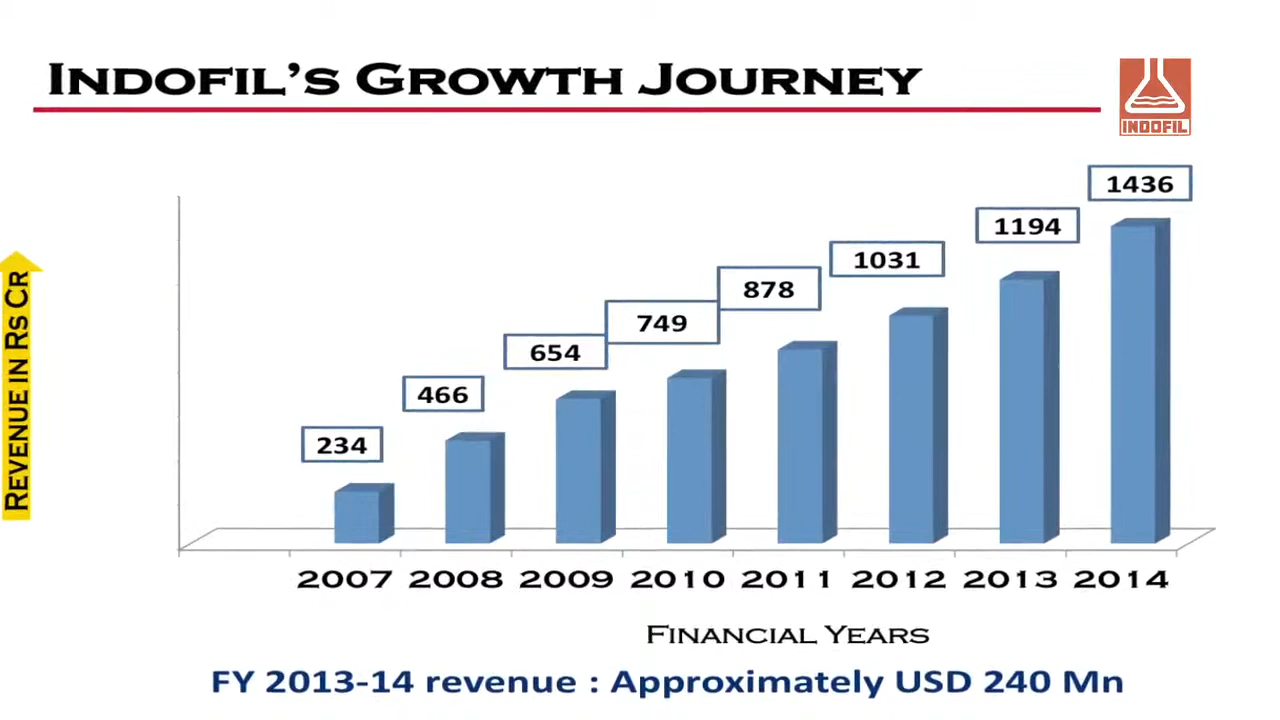 INDOFIL'S GROWTH JOURNEY
INDOFIL
REVENUE IN RS CR
1436
1194
1031
878
749
654
466
234
2007 2008 2009 2010 2011 2012 2013 2014
FINANCIAL YEARS
FY 2013-14 revenue : Approximately USD 240 Mn